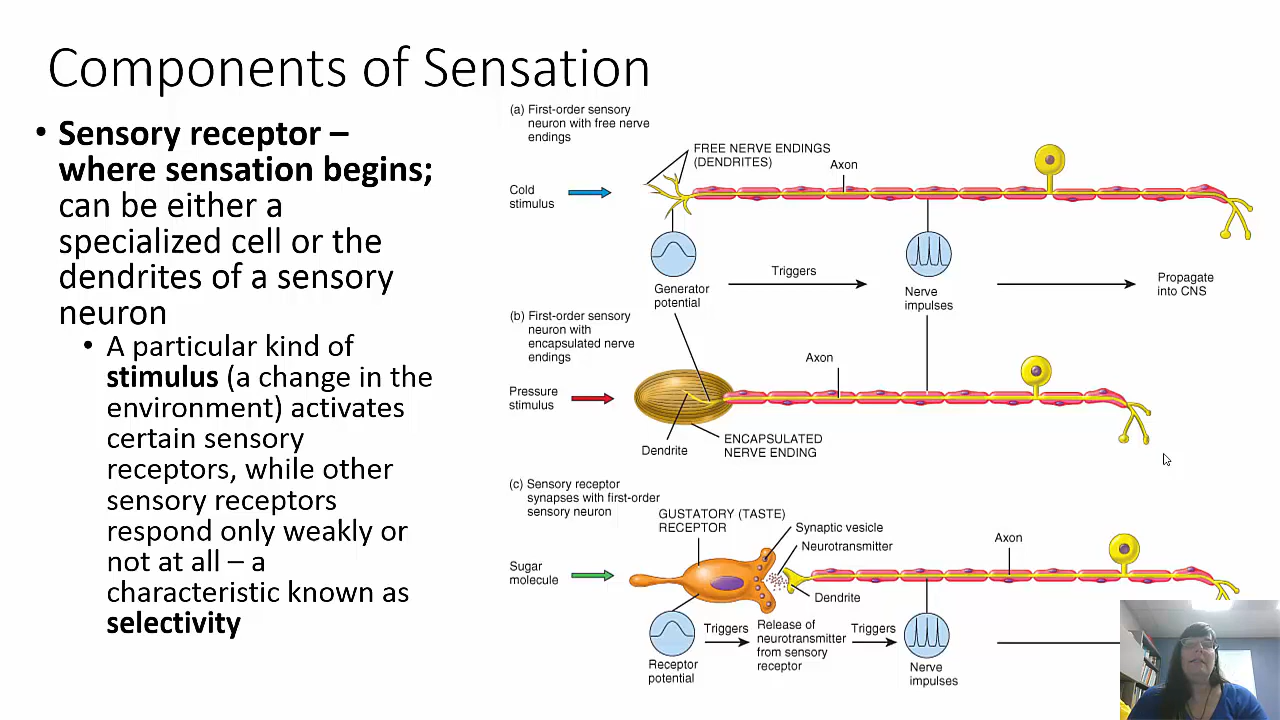 Components of Sensation
• Sensory receptor –
where sensation begins;
can be either a
specialized cell or the
dendrites of a sensory
neuron
• A particular kind of
stimulus (a change in the
environment) activates
certain sensory
receptors, while other
sensory receptors
respond only weakly or
not at all – a
characteristic known as
selectivity
(a) First-order sensory
neuron with free nerve
endings
FREE NERVE ENDINGS
(DENDRITES)
Axon
Cold
stimulus
Generator
potential
Triggers
Nerve
impulses
Propagate
into CNS
(b) First-order sensory
neuron with
encapsulated nerve
endings
Axon
Pressure
stimulus
Dendrite
ENCAPSULATED
NERVE ENDING
(c) Sensory receptor
synapses with first-order
sensory neuron
GUSTATORY (TASTE)
RECEPTOR
Synaptic vesicle
Neurotransmitter
Axon
Sugar
molecule
Dendrite
Receptor
potential
Triggers
Release of
neurotransmitter
from sensory
receptor
Triggers
Nerve
impulses